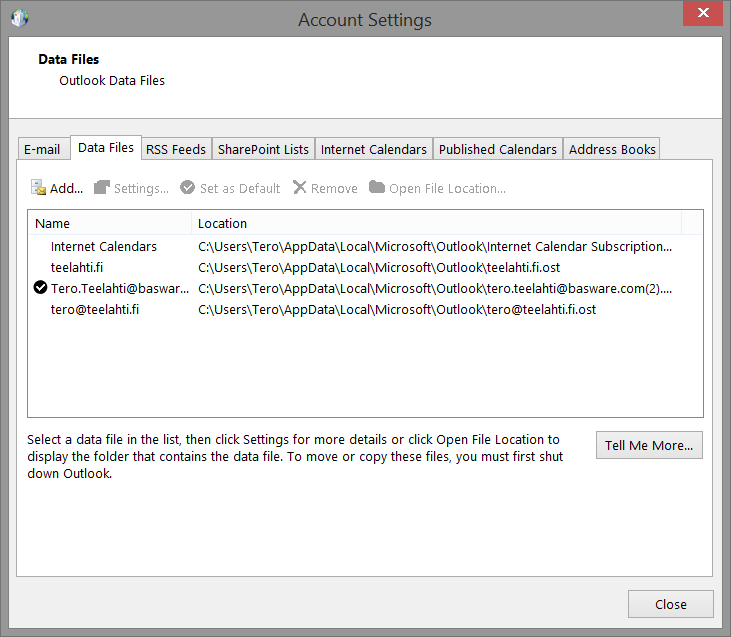 Account Settings
Data Files
Outlook Data Files
E-mail Data Files RSS Feeds SharePoint Lists Internet Calendars Published Calendars Address Books
Add... Settings... Set as Default Remove Open File Location...
Name Location
Internet Calendars C:\Users\Tero\AppData\Local\Microsoft\Outlook\Internet Calendar Subscription...
teelahti.fi C:\Users\Tero\AppData\Local\Microsoft\Outlook\teelahti.fi.ost
Tero.Teelahti@baswar... C:\Users\Tero\AppData\Local\Microsoft\Outlook\tero.teelahti@basware.com(2)....
tero@teelahti.fi C:\Users\Tero\AppData\Local\Microsoft\Outlook\tero@teelahti.fi.ost
Select a data file in the list, then click Settings for more details or click Open File Location to
display the folder that contains the data file. To move or copy these files, you must first shut
down Outlook.
Tell Me More...
Close